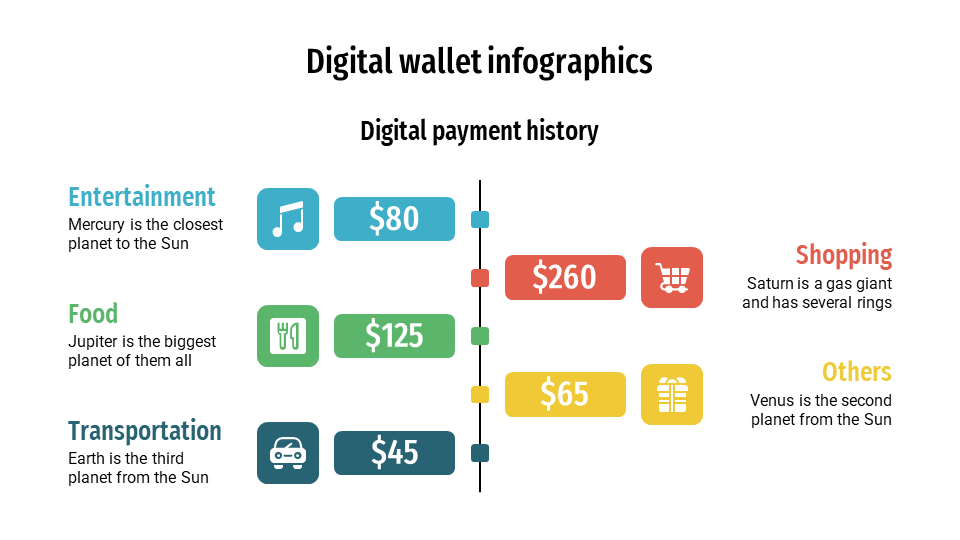 Digital wallet infographics
Digital payment history
Entertainment
Mercury is the closest
planet to the Sun
$80
Shopping
Saturn is a gas giant
and has several rings
$260
Food
Jupiter is the biggest
planet of them all
$125
Others
Venus is the second
planet from the Sun
$65
Transportation
Earth is the third
planet from the Sun
$45